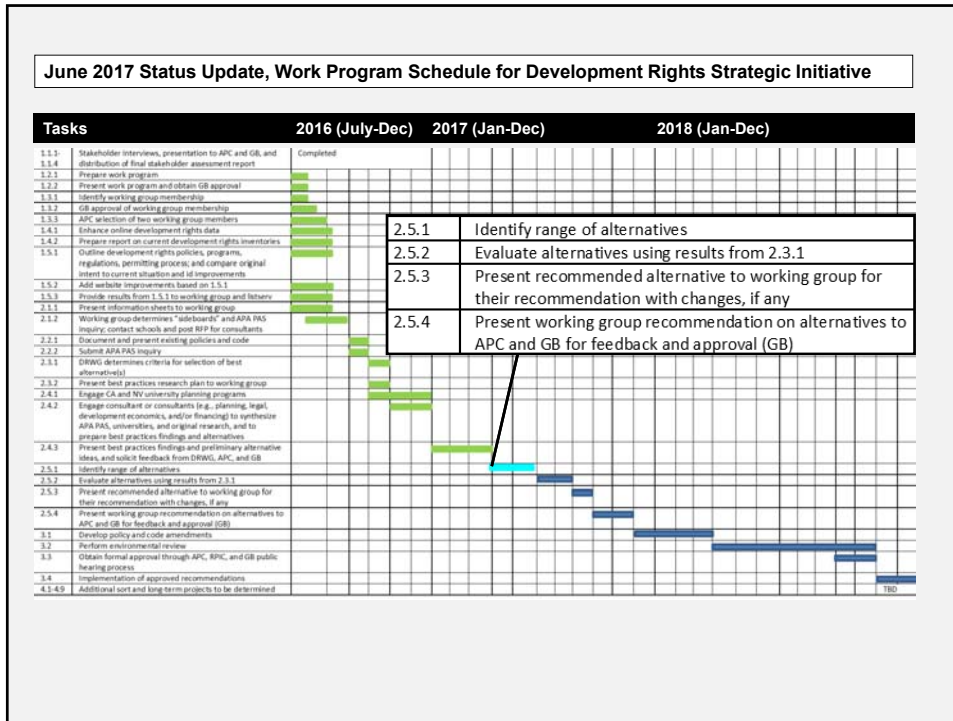 June 2017 Status Update, Work Program Schedule for Development Rights Strategic Initiative
Tasks 2016 (July-Dec) 2017 (Jan-Dec) 2018 (Jan-Dec)
1.1.1- Stakeholder interviews, presentation to APC and GB, and Completed
1.1.4 distribution of final stakeholder assessment report
1.2.1 Prepare work program
1.2.2 Present work program and obtain GB approval
1.3.1 Identify working group membership
1.3.2 GB approval of working group membership
1.3.3 APC selection of two working group members
1.4.1 Enhance online development rights data
1.4.2 Prepare report on current development rights inventories
1.5.1 Outline development rights policies, programs,
regulations, permitting process; and compare original
intent to current situation and id improvements
1.5.2 Add website improvements based on 1.5.1
1.5.3 Provide results from 1.5.1 to working group and listserv
2.1.1 Present information sheets to working group
2.1.2 Working group determines "sideboards" and APA PAS
inquiry; contact schools and post RFP for consultants
2.2.1 Document and present existing policies and code
2.2.2 Submit APA PAS inquiry
2.3.1 DRWG determines criteria for selection of best
alternative(s)
2.3.2 Present best practices research plan to working group
2.4.1 Engage CA and NV university planning programs
2.4.2 Engage consultant or consultants (e.g., planning, legal,
development economics, and/or financing) to synthesize
APA PAS, universities, and original research, and to
prepare best practices findings and alternatives
2.4.3 Present best practices findings and preliminary alternative
ideas, and solicit feedback from DRWG, APC, and GB
2.5.1 Identify range of alternatives
2.5.2 Evaluate alternatives using results from 2.3.1
2.5.3 Present recommended alternative to working group for
their recommendation with changes, if any
2.5.4 Present working group recommendation on alternatives to
APC and GB for feedback and approval (GB)
3.1 Develop policy and code amendments
3.2 Perform environmental review
3.3 Obtain formal approval through APC, RPIC, and GB public
hearing process
3.4 Implementation of approved recommendations
4.1-4.9 Additional sort and long-term projects to be determined TBD
2.5.1 Identify range of alternatives
2.5.2 Evaluate alternatives using results from 2.3.1
2.5.3 Present recommended alternative to working group for
their recommendation with changes, if any
2.5.4 Present working group recommendation on alternatives to
APC and GB for feedback and approval (GB)